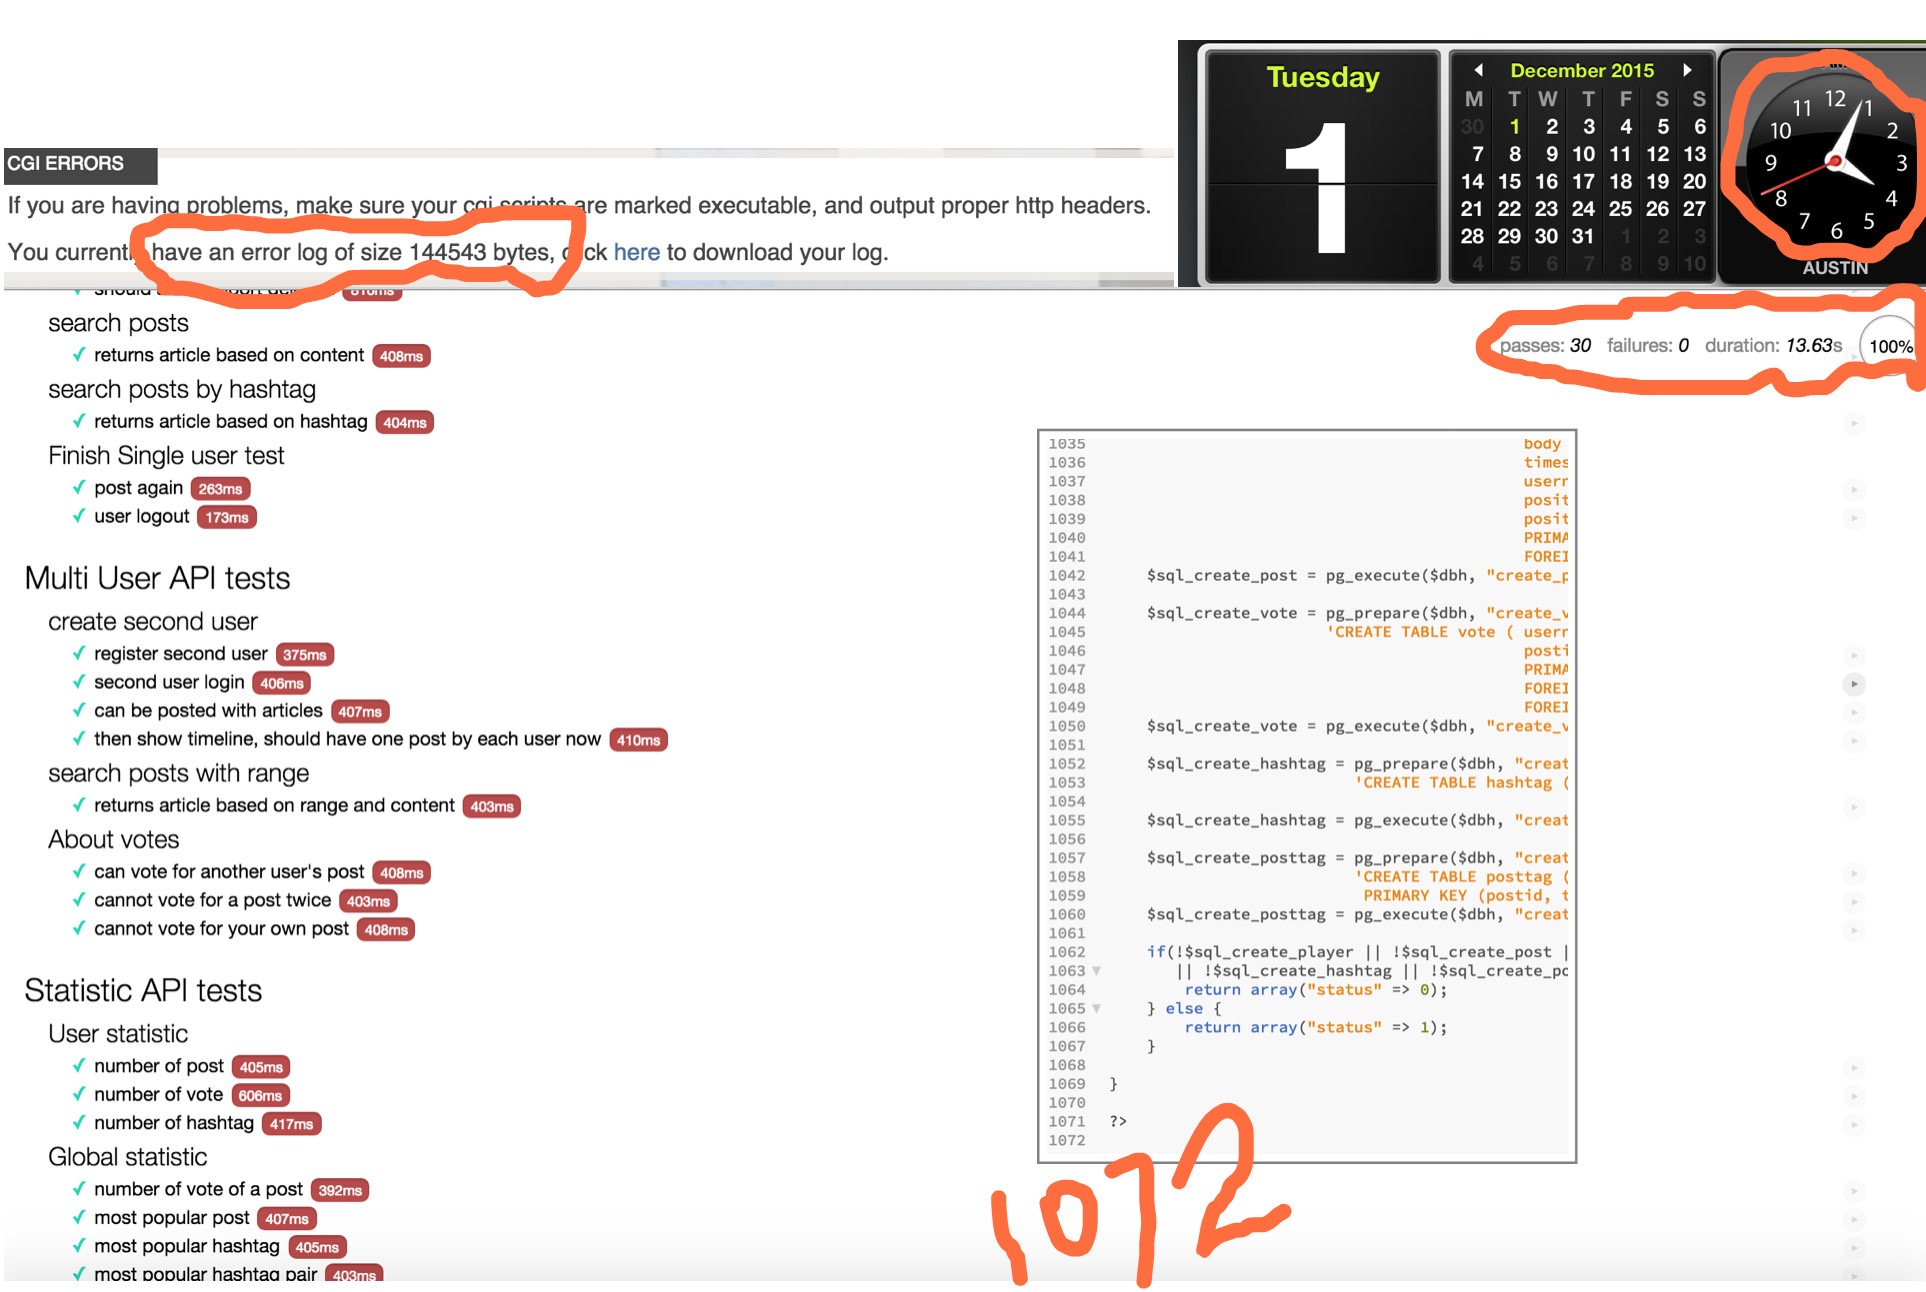 CGI ERRORS
If you are having problems, make sure your cgi scripts are marked executable, and output proper http headers.
You currently have an error log of size 144543 bytes, click here to download your log.
Tuesday
1
December 2015
M T W T F S S
30 1 2 3 4 5 6
7 8 9 10 11 12 13
14 15 16 17 18 19 20
21 22 23 24 25 26 27
28 29 30 31 1 2 3
4 5 6 7 8 9 10
12 1 2 3 4 5 6 7 8 9 10 11
AUSTIN
passes: 30 failures: 0 duration: 13.63s 100%
should 816ms
search posts
✓ returns article based on content 408ms
search posts by hashtag
✓ returns article based on hashtag 404ms
Finish Single user test
✓ post again 263ms
✓ user logout 173ms
Multi User API tests
create second user
✓ register second user 375ms
✓ second user login 406ms
✓ can be posted with articles 407ms
✓ then show timeline, should have one post by each user now 410ms
search posts with range
✓ returns article based on range and content 403ms
About votes
✓ can vote for another user's post 408ms
✓ cannot vote for a post twice 403ms
✓ cannot vote for your own post 408ms
Statistic API tests
User statistic
✓ number of post 405ms
✓ number of vote 606ms
✓ number of hashtag 417ms
Global statistic
✓ number of vote of a post 392ms
✓ most popular post 407ms
✓ most popular hashtag 405ms
✓ most popular hashtag pair 403ms
1035 body
1036 times
1037 usern
1038 posit
1039 posit
1040 PRIMA
1041 FOREI
1042 $sql_create_post = pg_execute($dbh, "create_p
1043
1044 $sql_create_vote = pg_prepare($dbh, "create_v
1045 'CREATE TABLE vote ( usern
1046 posti
1047 PRIMA
1048 FOREI
1049 FOREI
1050 $sql_create_vote = pg_execute($dbh, "create_v
1051
1052 $sql_create_hashtag = pg_prepare($dbh, "creat
1053 'CREATE TABLE hashtag (
1054
1055 $sql_create_hashtag = pg_execute($dbh, "creat
1056
1057 $sql_create_posttag = pg_prepare($dbh, "creat
1058 'CREATE TABLE posttag (
1059 PRIMARY KEY (postid, t
1060 $sql_create_posttag = pg_execute($dbh, "creat
1061
1062 if(!$sql_create_player || !$sql_create_post |
1063 || !$sql_create_hashtag || !$sql_create_po
1064 return array("status" => 0);
1065 } else {
1066 return array("status" => 1);
1067 }
1068
1069 }
1070
1071 ?>
1072
1072